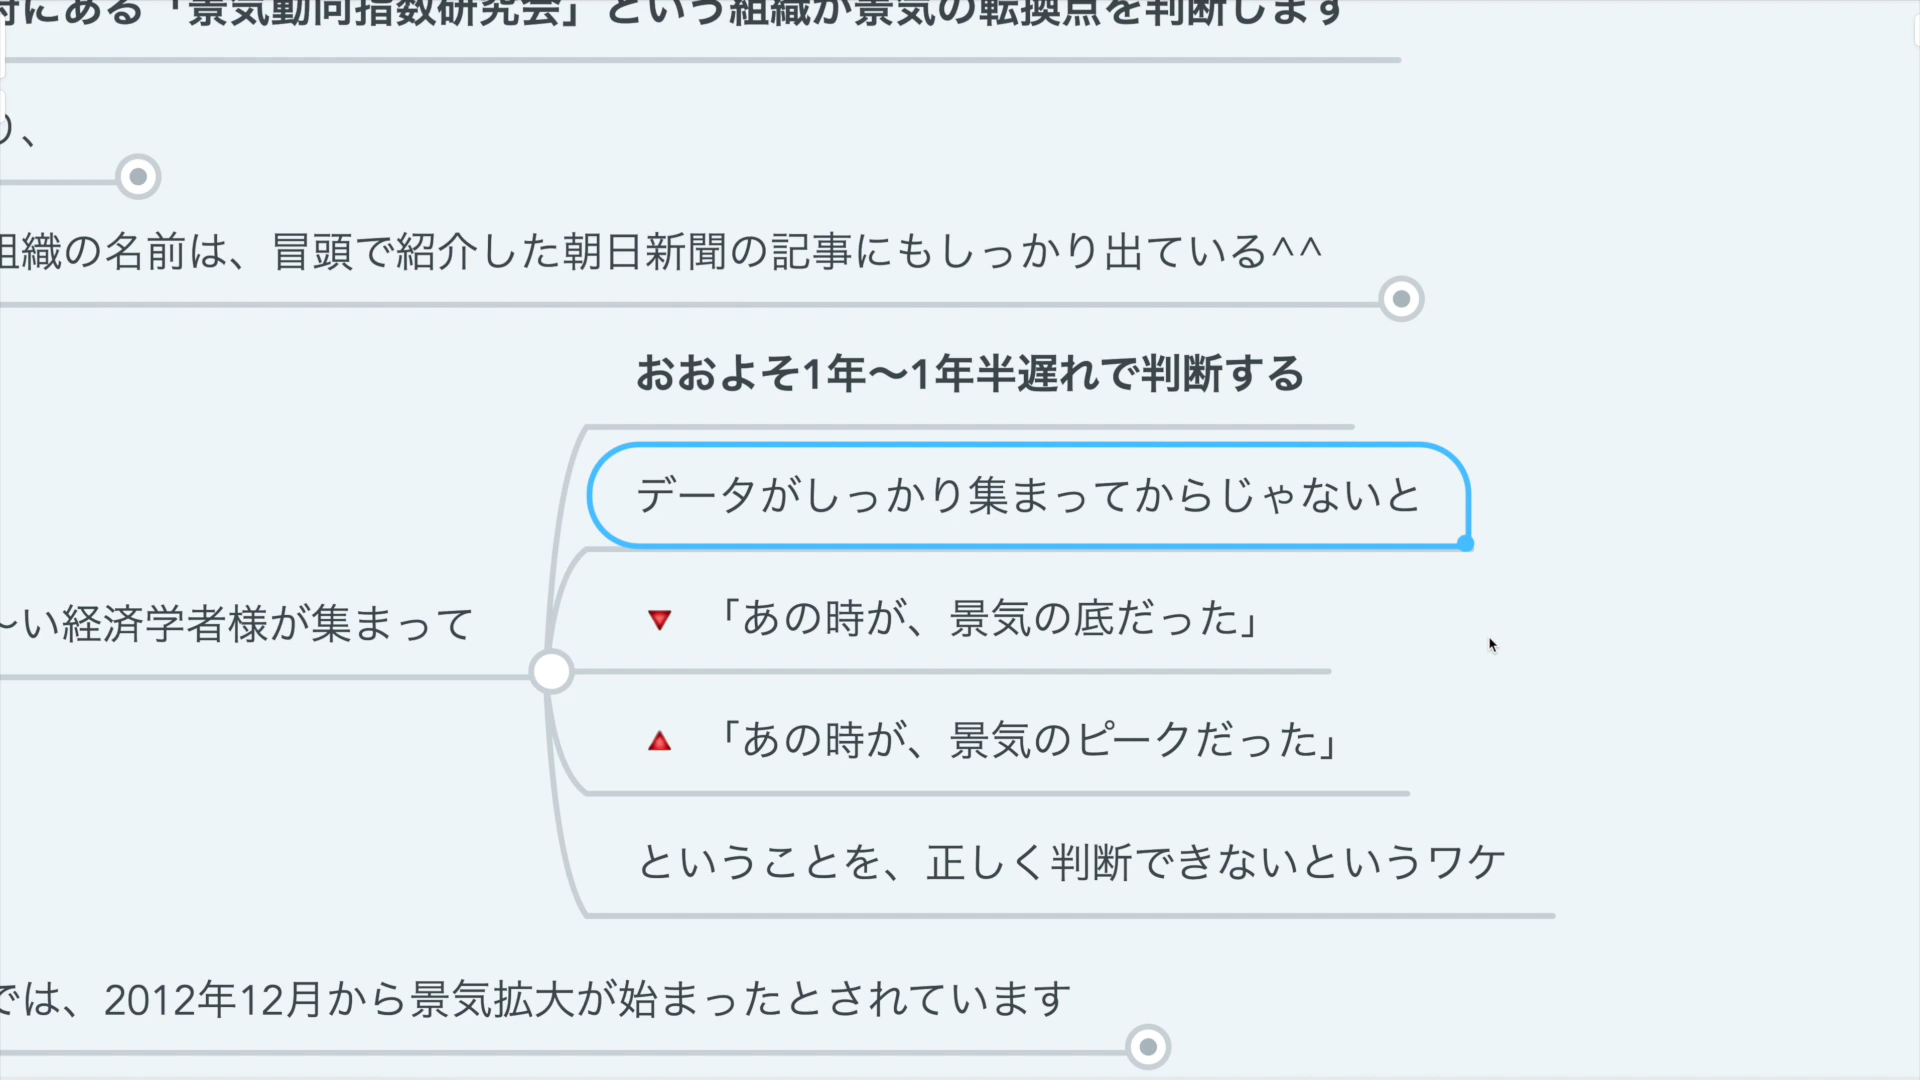 にある「景気動向指数研究会」という組織が景気の転換点を判断します
り、
組織の名前は、冒頭で紹介した朝日新聞の記事にもしっかり出ている^^
おおよそ1年〜1年半遅れで判断する
データがしっかり集まってからじゃないと
〜い経済学者様が集まって
🔻 「あの時が、景気の底だった」
🔺 「あの時が、景気のピークだった」
ということを、正しく判断できないというワケ
では、2012年12月から景気拡大が始まったとされています